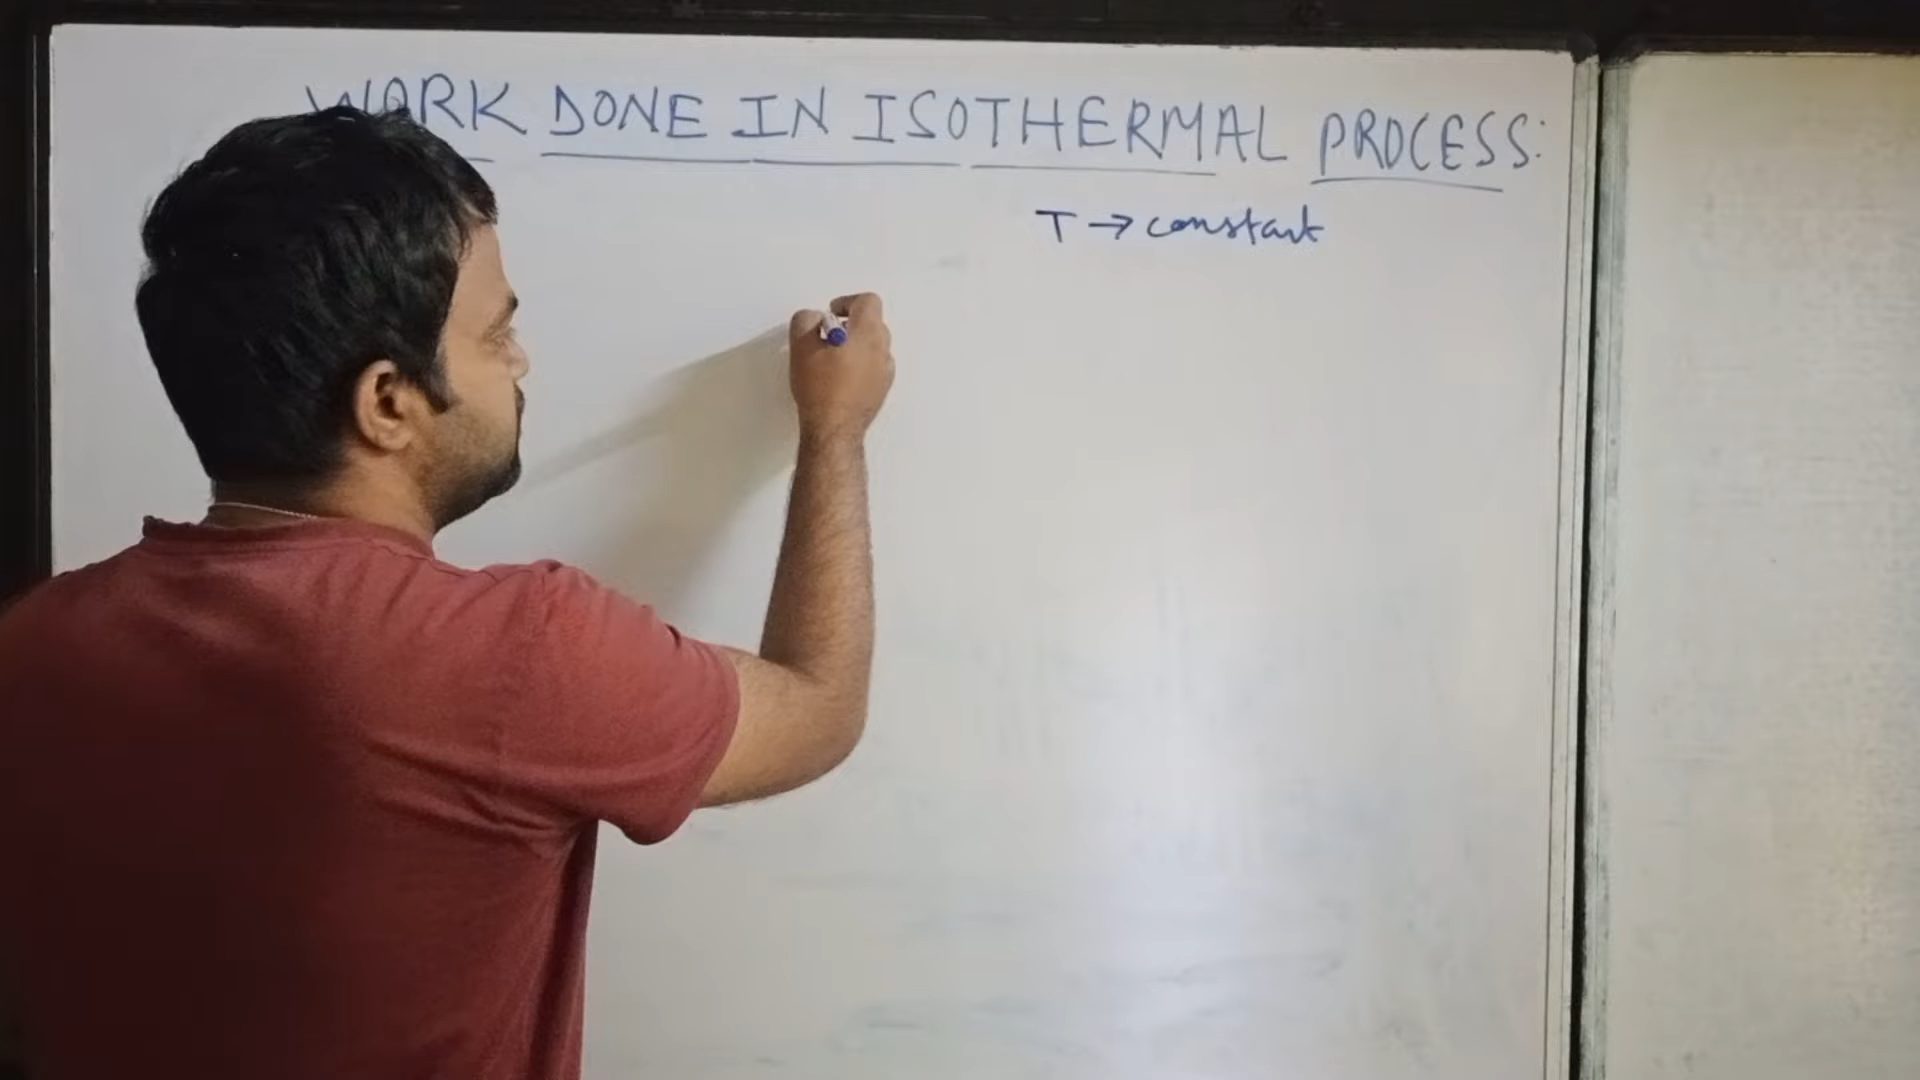 WORK DONE IN ISOTHERMAL PROCESS:
T → constant